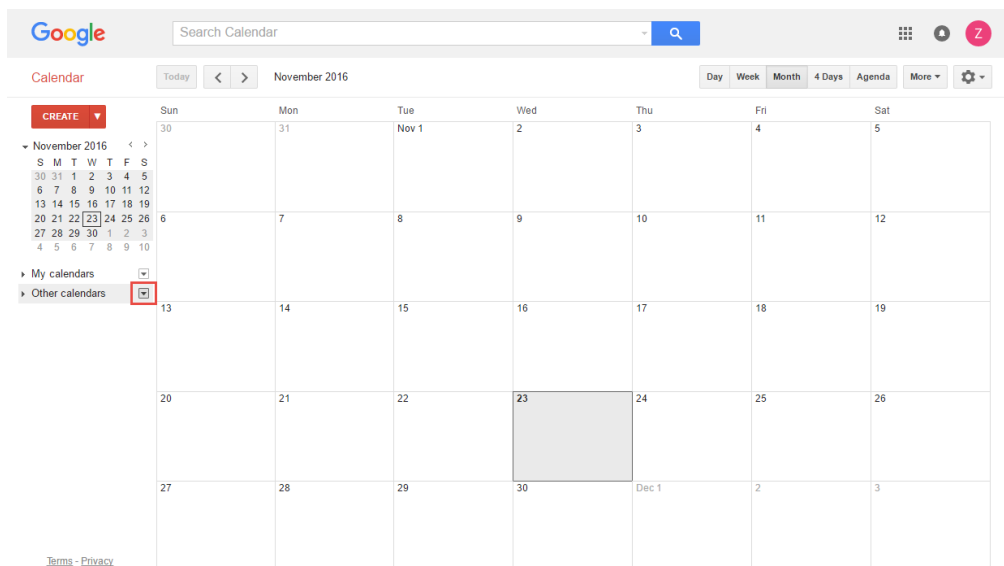 Google
Search Calendar
Z
Calendar
Today
November 2016
Day Week Month 4 Days Agenda
More
CREATE
November 2016
S M T W T F S
30 31 1 2 3 4 5
6 7 8 9 10 11 12
13 14 15 16 17 18 19
20 21 22 23 24 25 26
27 28 29 30 1 2 3
4 5 6 7 8 9 10
My calendars
Other calendars
Terms - Privacy
Sun Mon Tue Wed Thu Fri Sat
30 31 Nov 1 2 3 4 5
6 7 8 9 10 11 12
13 14 15 16 17 18 19
20 21 22 23 24 25 26
27 28 29 30 Dec 1 2 3